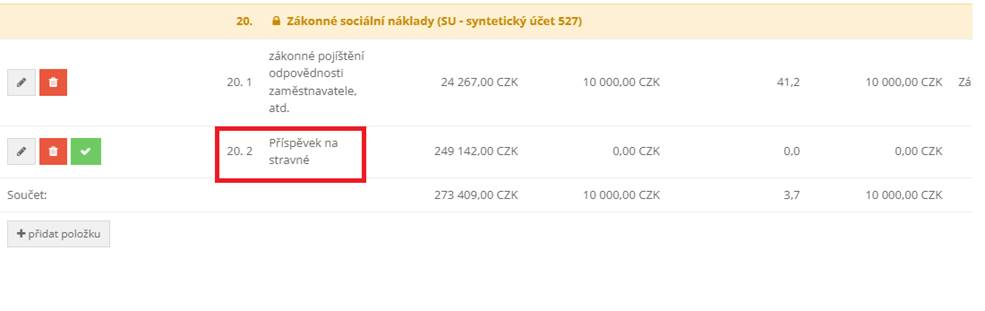 20. Zákonné sociální náklady (SU - syntetický účet 527)
zákonné pojíštění
odpovědnosti
20. 1 zaměstnavatele, 24 267,00 CZK 10 000,00 CZK 41,2 10 000,00 CZK Zá
atd.
20. 2 Příspěvek na
stravné 249 142,00 CZK 0,00 CZK 0,0 0,00 CZK
Součet: 273 409,00 CZK 10 000,00 CZK 3,7 10 000,00 CZK
+ přidat položku